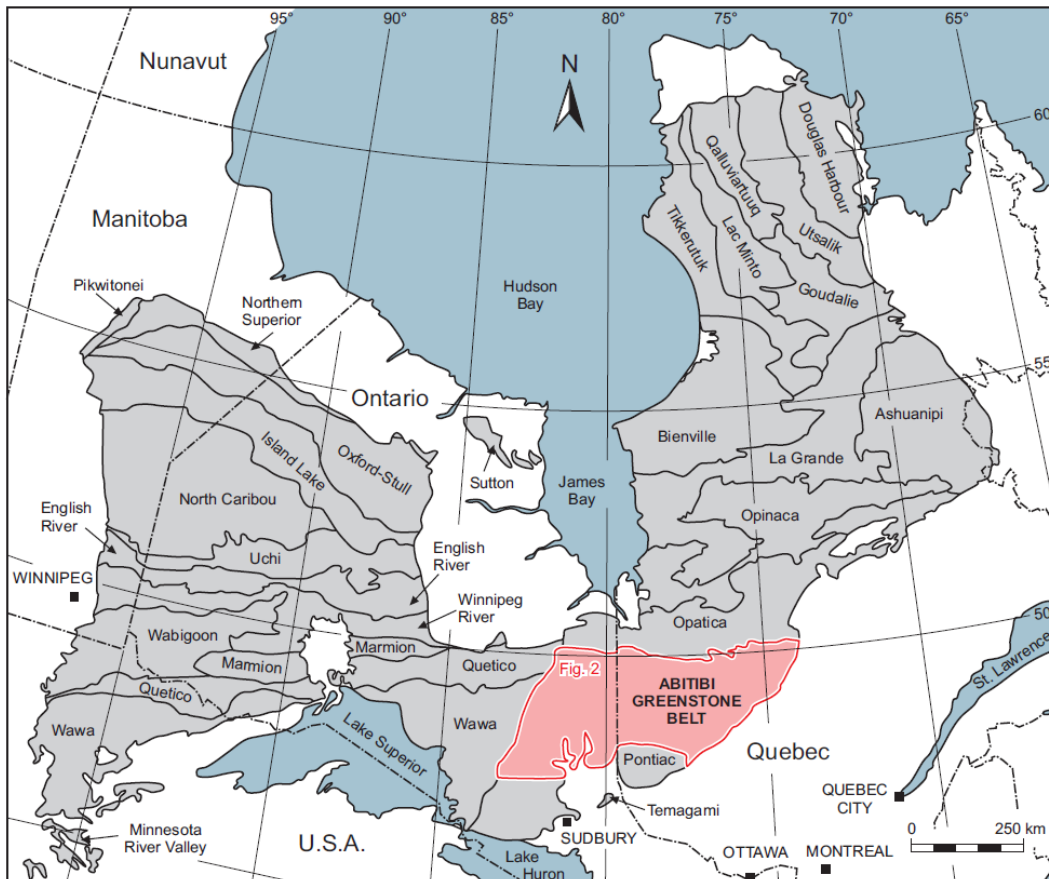 95°
90°
85°
80°
75°
70°
65°
Nunavut
N
60
Manitoba
Douglas
Harbour
Qalluviartuuq
Tikkerutuk
Lac Minto
Utsalik
Pikwitonei
Northern
Superior
Hudson
Bay
Goudalie
55
Ontario
Ashuanipi
Bienville
Island Lake
Oxford-Stull
La Grande
Sutton
James
Bay
North Caribou
English
River
Opinaca
Uchi
English
River
WINNIPEG
Winnipeg
River
50
Opatica
Wabigoon
Marmion
Marmion
Quetico
Fig. 2
St. Lawrence
Quetico
ABITIBI
GREENSTONE
BELT
Wawa
Wawa
Lake Superior
Pontiac
Quebec
QUEBEC
CITY
Temagami
Minnesota
River Valley
U.S.A.
SUDBURY
0 250 km
Lake
Huron
OTTAWA
MONTREAL